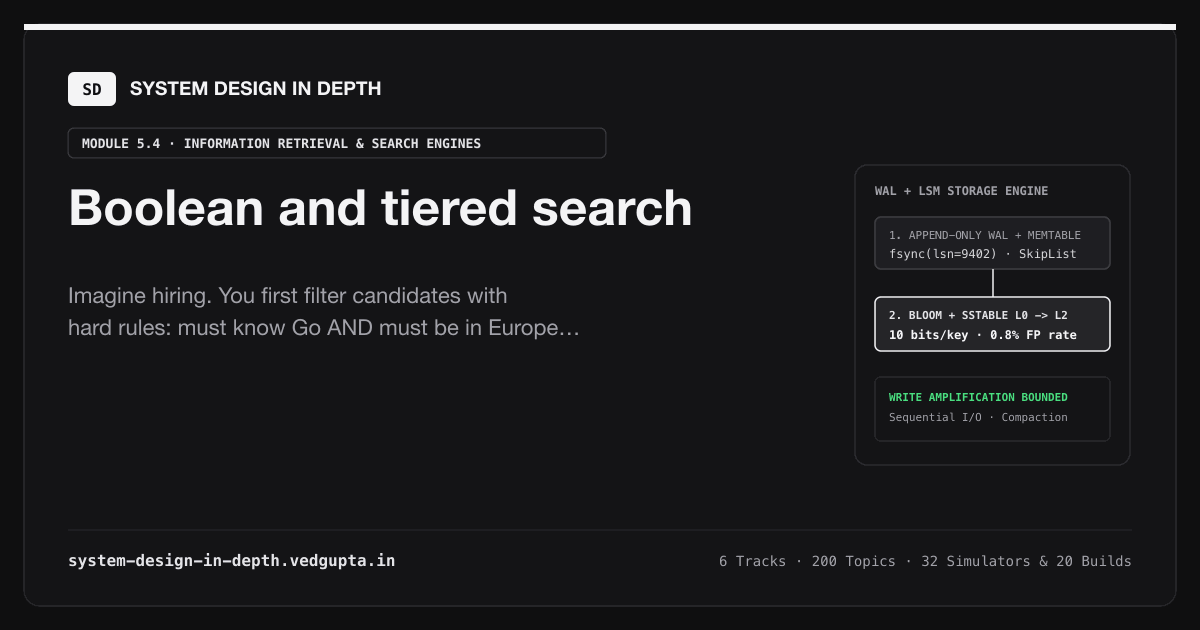 SD
SYSTEM DESIGN IN DEPTH
MODULE 5.4 · INFORMATION RETRIEVAL & SEARCH ENGINES
Boolean and tiered search
Imagine hiring. You first filter candidates with
hard rules: must know Go AND must be in Europe…
WAL + LSM STORAGE ENGINE
1. APPEND-ONLY WAL + MEMTABLE
fsync(lsn=9402) · SkipList
2. BLOOM + SSTABLE L0 -> L2
10 bits/key · 0.8% FP rate
WRITE AMPLIFICATION BOUNDED
Sequential I/O · Compaction
system-design-in-depth.vedgupta.in
6 Tracks · 200 Topics · 32 Simulators & 20 Builds